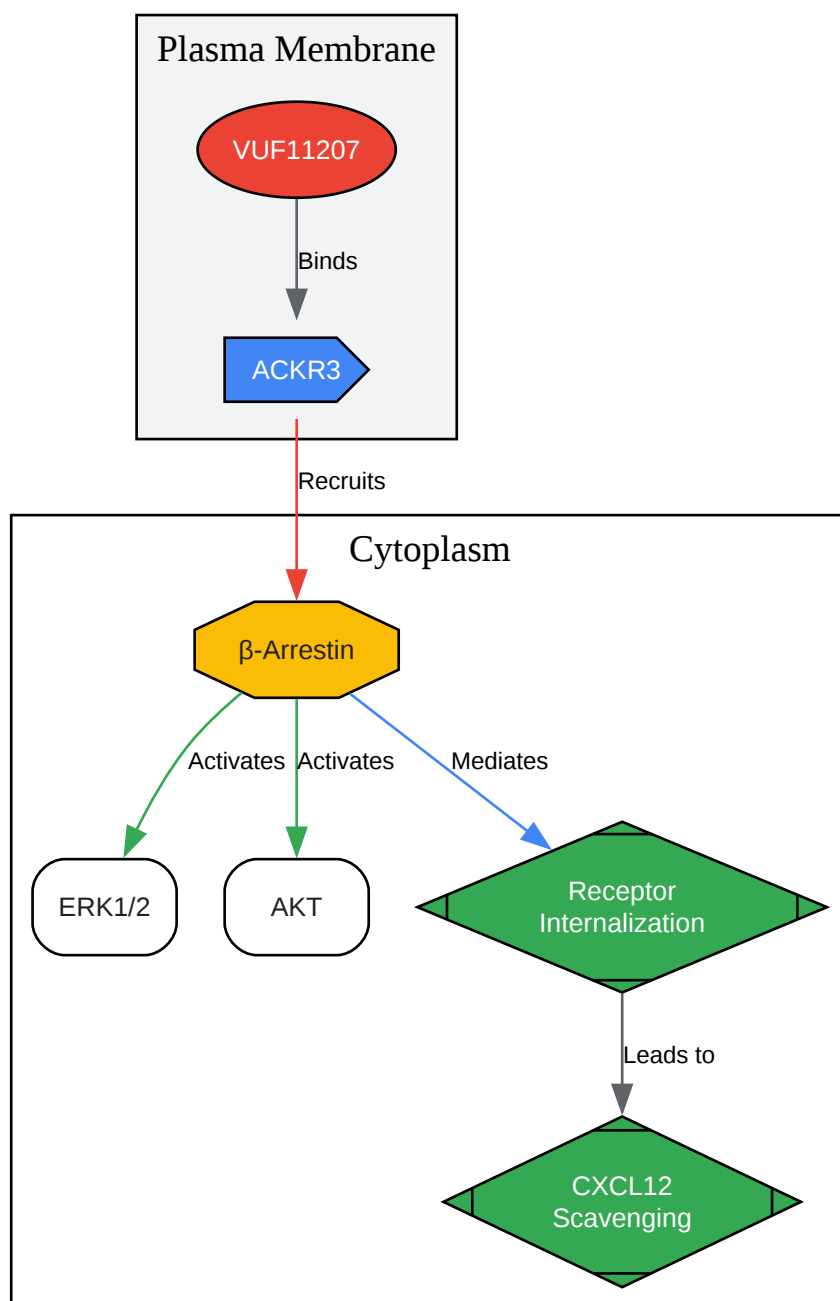 Plasma Membrane
VUF11207
Binds
ACKR3
Recruits
Cytoplasm
β-Arrestin
Activates
Activates
Mediates
ERK1/2
AKT
Receptor
Internalization
Leads to
CXCL12
Scavenging